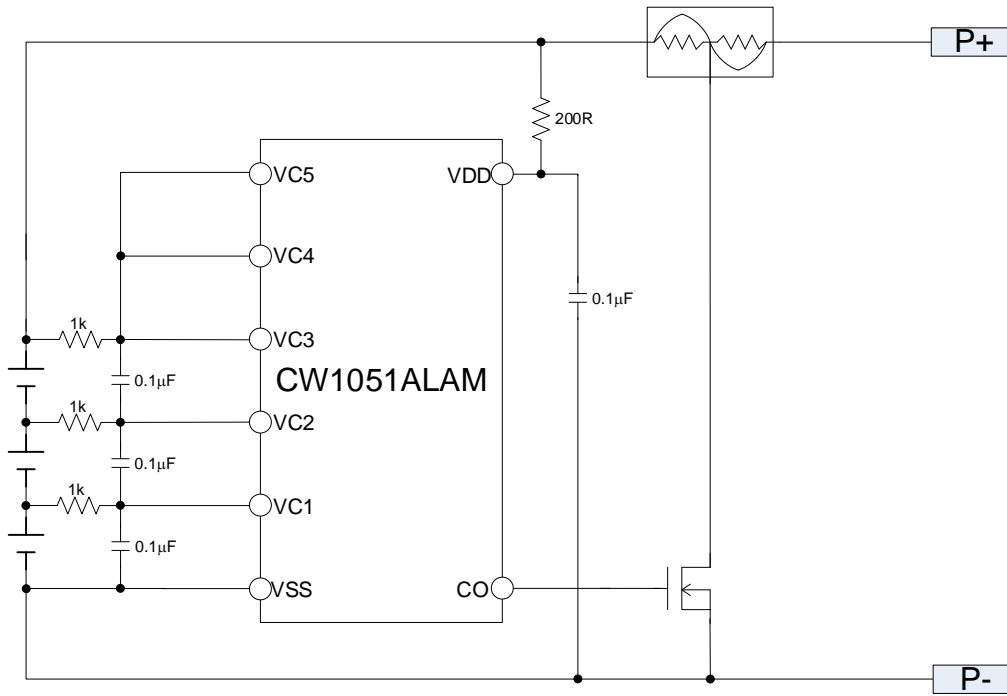 P+
200R
VC5
VDD
VC4
0.1μF
1k
VC3
CW1051ALAM
0.1μF
1k
VC2
0.1μF
1k
VC1
0.1μF
VSS
CO
P-